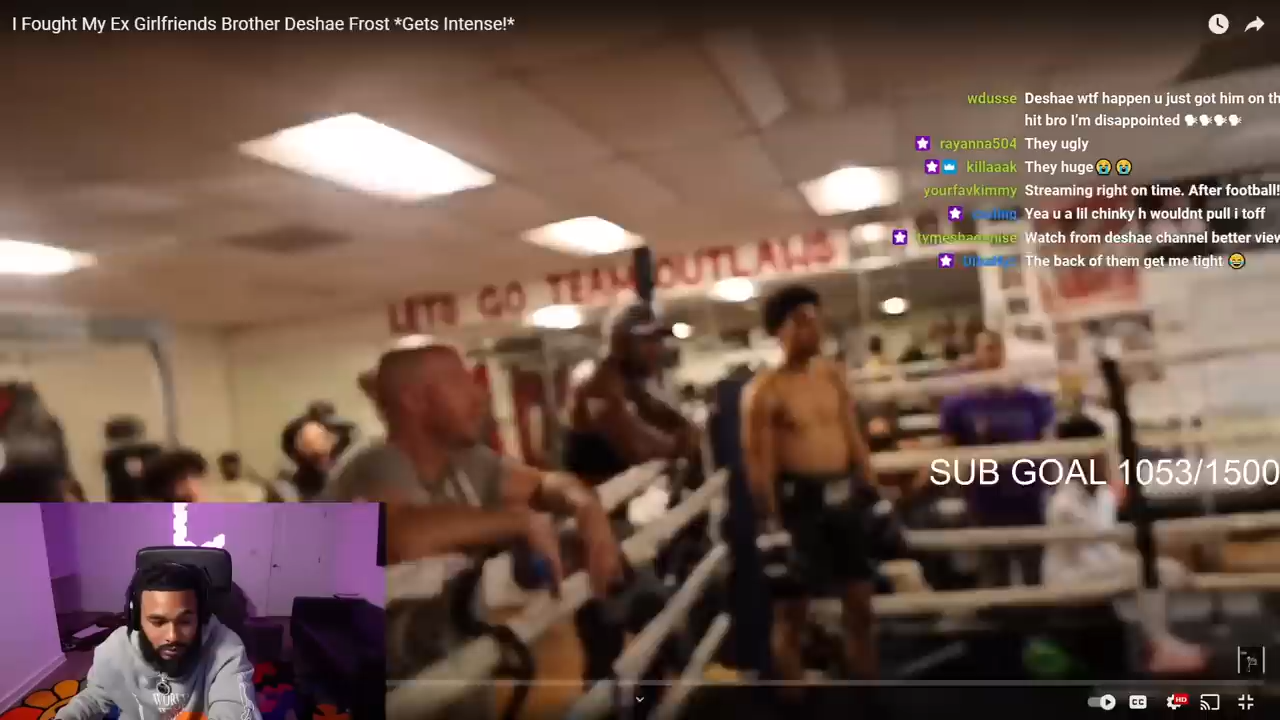 I Fought My Ex Girlfriends Brother Deshae Frost *Gets Intense!*
wdusse Deshae wtf happen u just got him on th
hit bro I'm disappointed 🗣🗣🗣🗣
rayanna504 They ugly
killaaak They huge😭😭
yourfavkimmy Streaming right on time. After football!
Yea u a lil chinky h wouldnt pull i toff
Watch from deshae channel better view
The back of them get me tight 😂
LETS GO TEAM OUTLAWS
SUB GOAL 1053/1500
CC HD